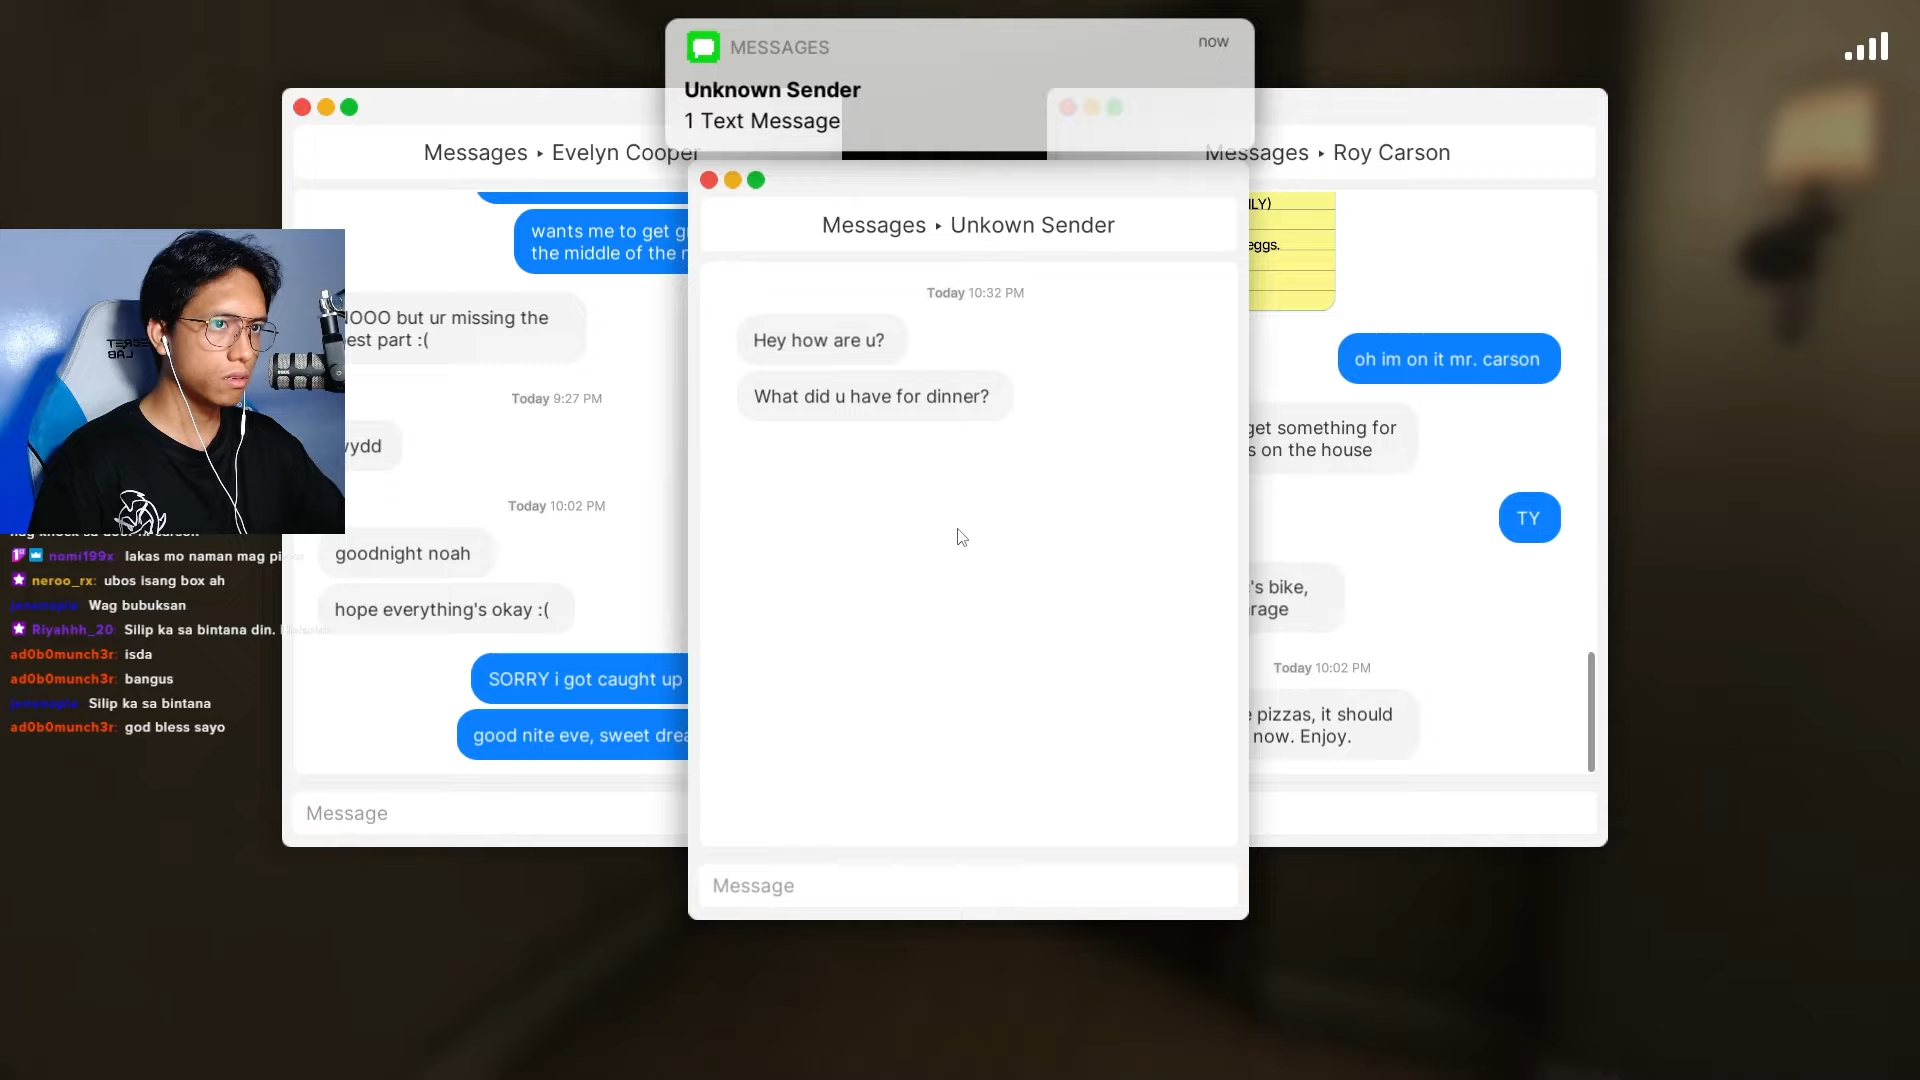 MESSAGES
now
Unknown Sender
1 Text Message
Messages ‣ Evelyn Cooper
wants me to get
the middle of the
but ur missing the
part :(
Today 9:27 PM
Today 10:02 PM
goodnight noah
hope everything's okay :(
SORRY i got caught up
good nite eve, sweet
Message
Messages ‣ Unkown Sender
Today 10:32 PM
Hey how are u?
What did u have for dinner?
Message
Messages ‣ Roy Carson
eggs.
oh im on it mr. carson
get something for
on the house
TY
bike,
Today 10:02 PM
pizzas, it should
now. Enjoy.
SECRET
LAB
nomi199x: lakas mo naman mag
neroo_rx: ubos isang box ah
Wag bubuksan
Riyahhh_20: Silip ka sa bintana din.
ad0b0munch3r: isda
ad0b0munch3r: bangus
Silip ka sa bintana
ad0b0munch3r: god bless sayo